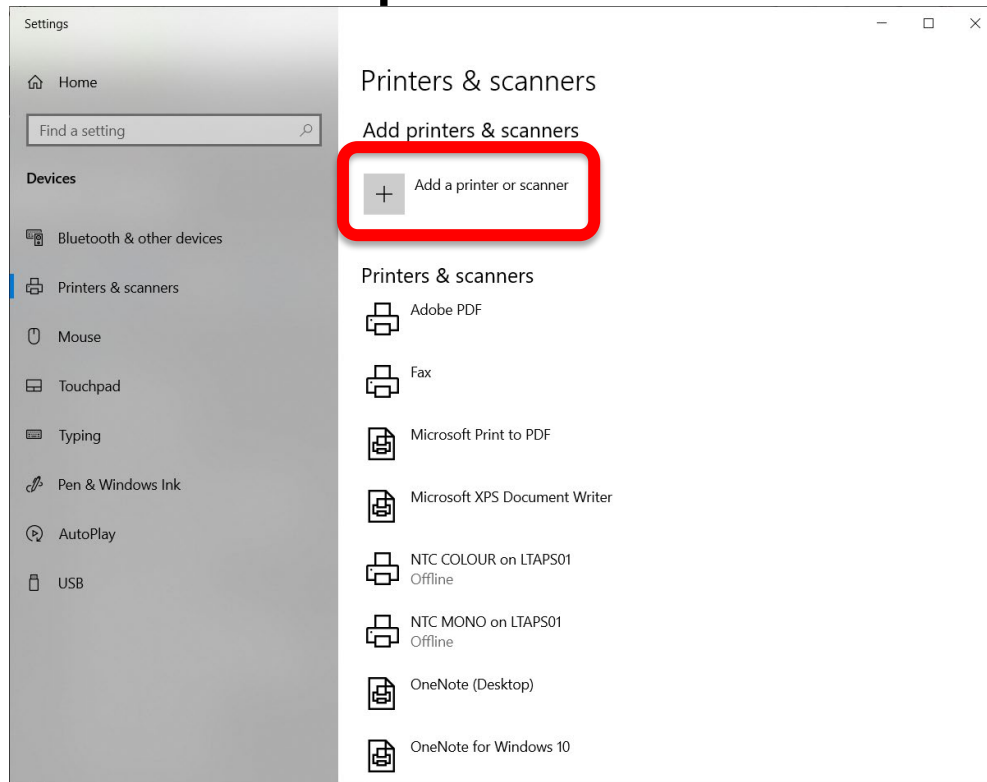 Settings
Home
Find a setting
Devices
Bluetooth & other devices
Printers & scanners
Mouse
Touchpad
Typing
Pen & Windows Ink
AutoPlay
USB
Printers & scanners
Add printers & scanners
Add a printer or scanner
Printers & scanners
Adobe PDF
Fax
Microsoft Print to PDF
Microsoft XPS Document Writer
NTC COLOUR on LTAPS01
Offline
NTC MONO on LTAPS01
Offline
OneNote (Desktop)
OneNote for Windows 10